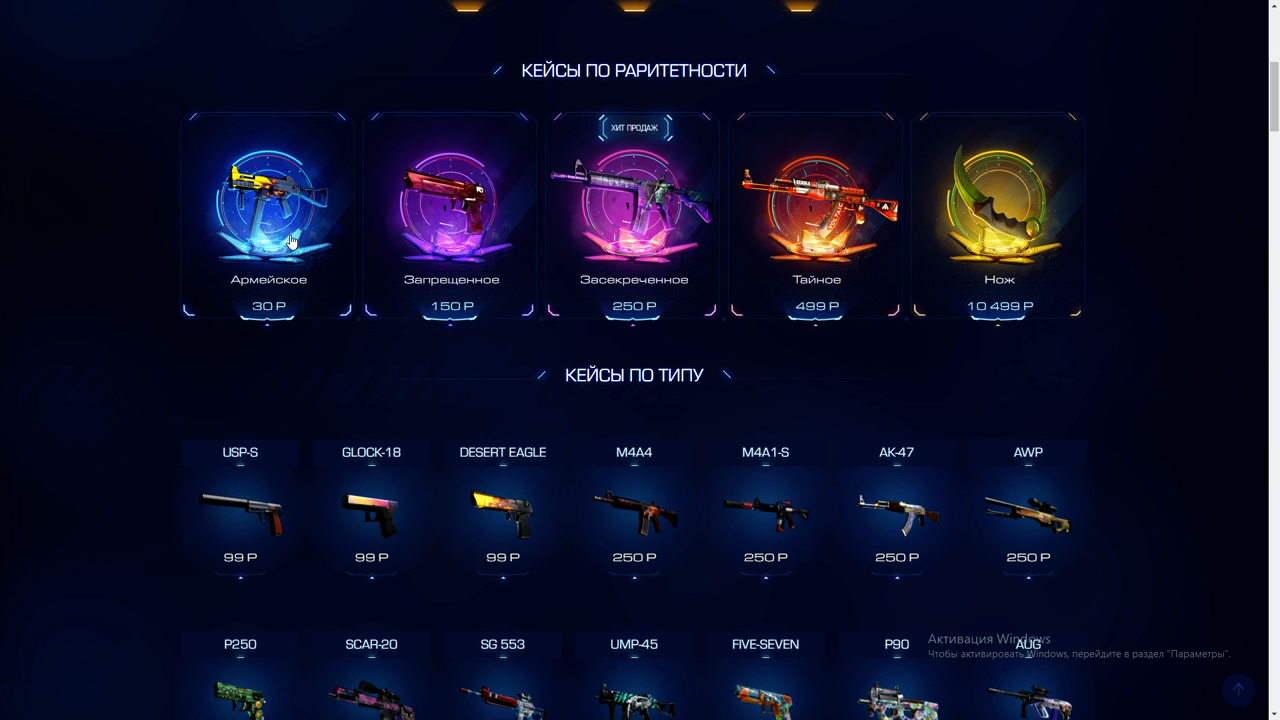 КЕЙСЫ ПО РАРИТЕТНОСТИ
ХИТ ПРОДАЖ
Армейское
Запрещенное
Засекреченное
Тайное
Нож
30 Р
150 Р
250 Р
499 Р
10 499 Р
КЕЙСЫ ПО ТИПУ
USP-S
GLOCK-18
DESERT EAGLE
M4A4
M4A1-S
AK-47
AWP
99 Р
99 Р
99 Р
250 Р
250 Р
250 Р
250 Р
P250
SCAR-20
SG 553
UMP-45
FIVE-SEVEN
P90
AUG
Активация Windows
Чтобы активировать Windows, перейдите в раздел "Параметры".